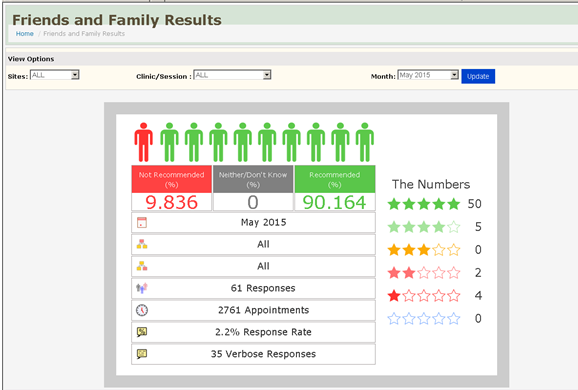 Friends and Family Results
Home / Friends and Family Results
View Options
Sites: ALL Clinic/Session : ALL Month: May 2015 Update
Not Recommended (%) Neither/Don't Know (%) Recommended (%)
9.836 0 90.164
May 2015
All
All
61 Responses
2761 Appointments
2.2% Response Rate
35 Verbose Responses
The Numbers
50
5
0
2
4
0